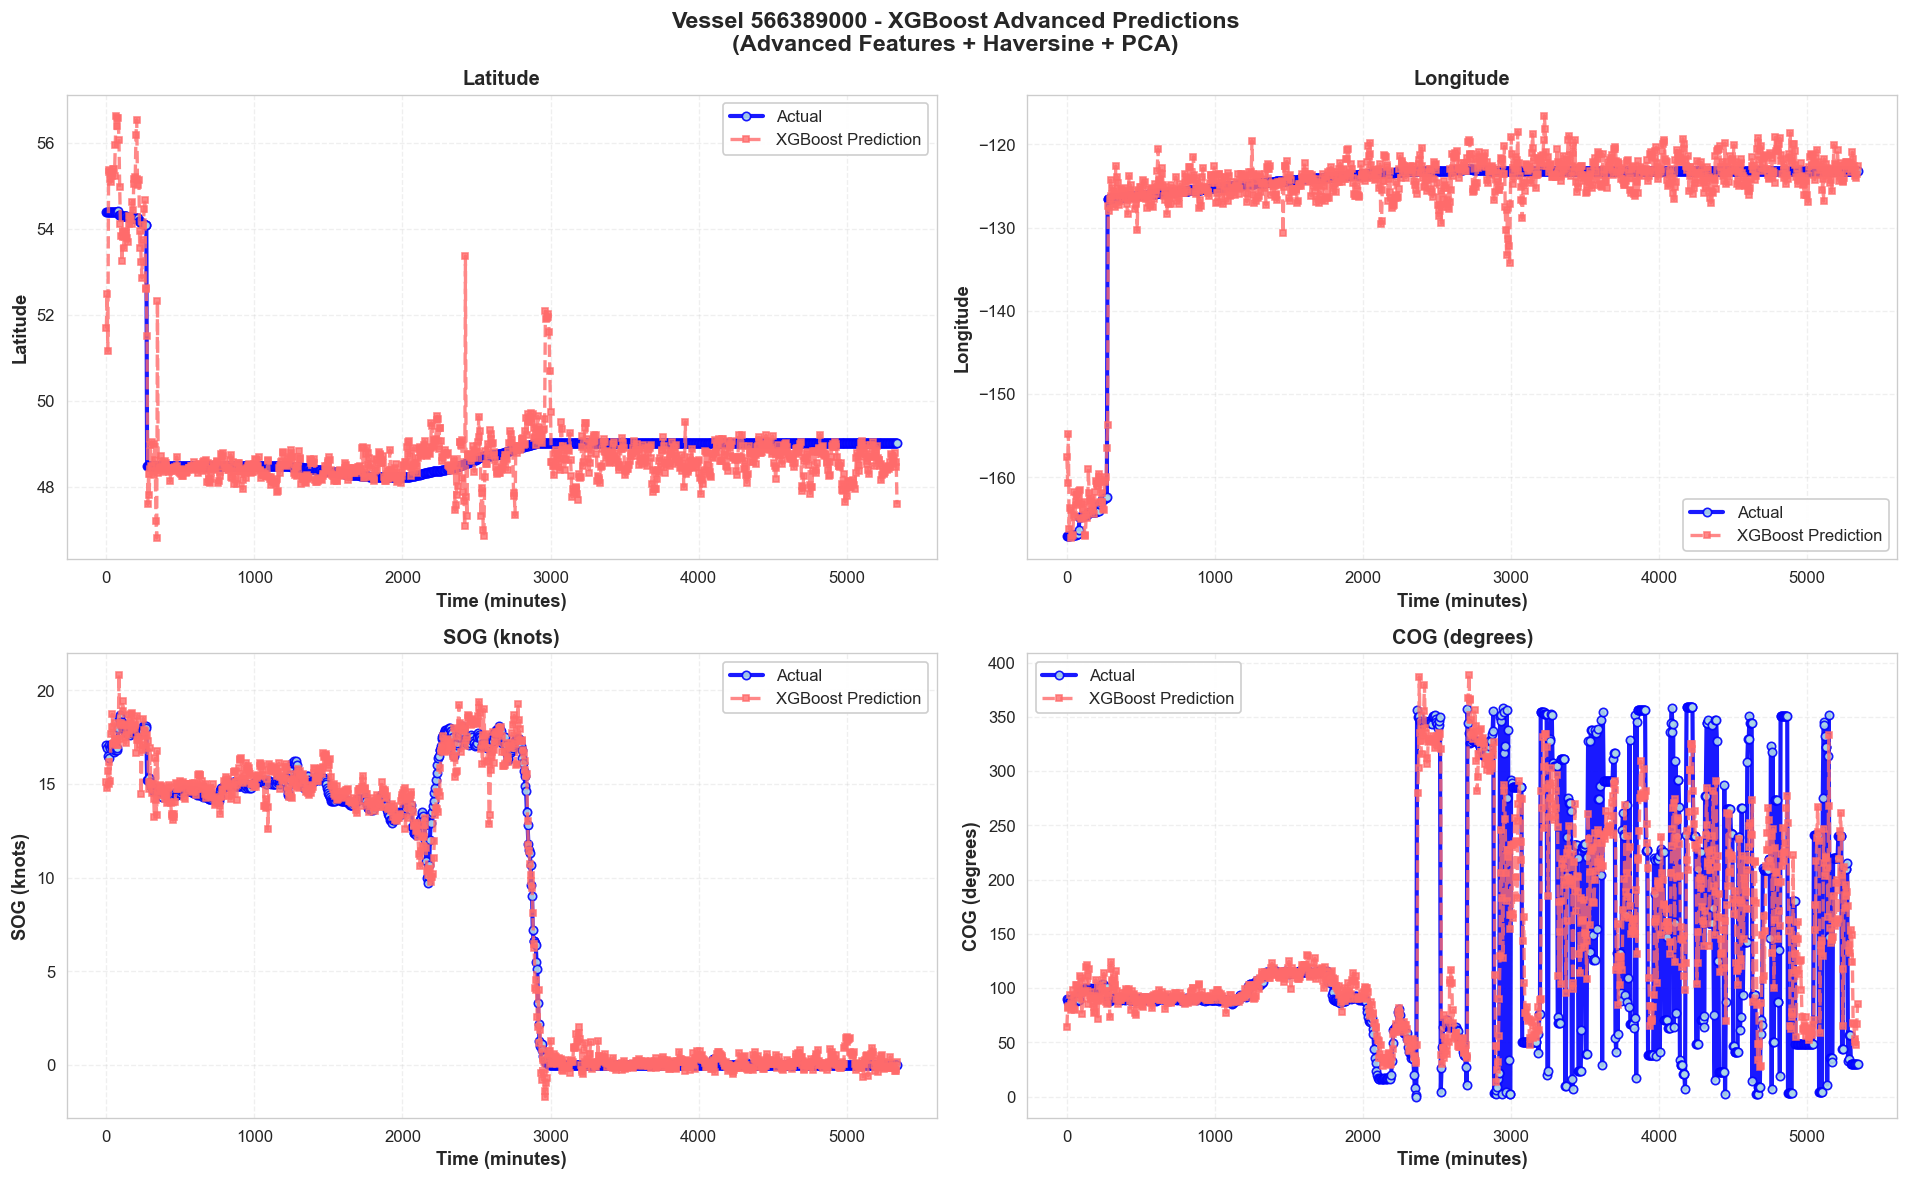 Vessel 566389000 - XGBoost Advanced Predictions
(Advanced Features + Haversine + PCA)
Latitude
Latitude
56
54
52
50
48
0
1000
2000
3000
4000
5000
Time (minutes)
Actual
XGBoost Prediction
Longitude
Longitude
−120
−130
−140
−150
−160
0
1000
2000
3000
4000
5000
Time (minutes)
Actual
XGBoost Prediction
SOG (knots)
SOG (knots)
20
15
10
5
0
0
1000
2000
3000
4000
5000
Time (minutes)
Actual
XGBoost Prediction
COG (degrees)
COG (degrees)
400
350
300
250
200
150
100
50
0
0
1000
2000
3000
4000
5000
Time (minutes)
Actual
XGBoost Prediction